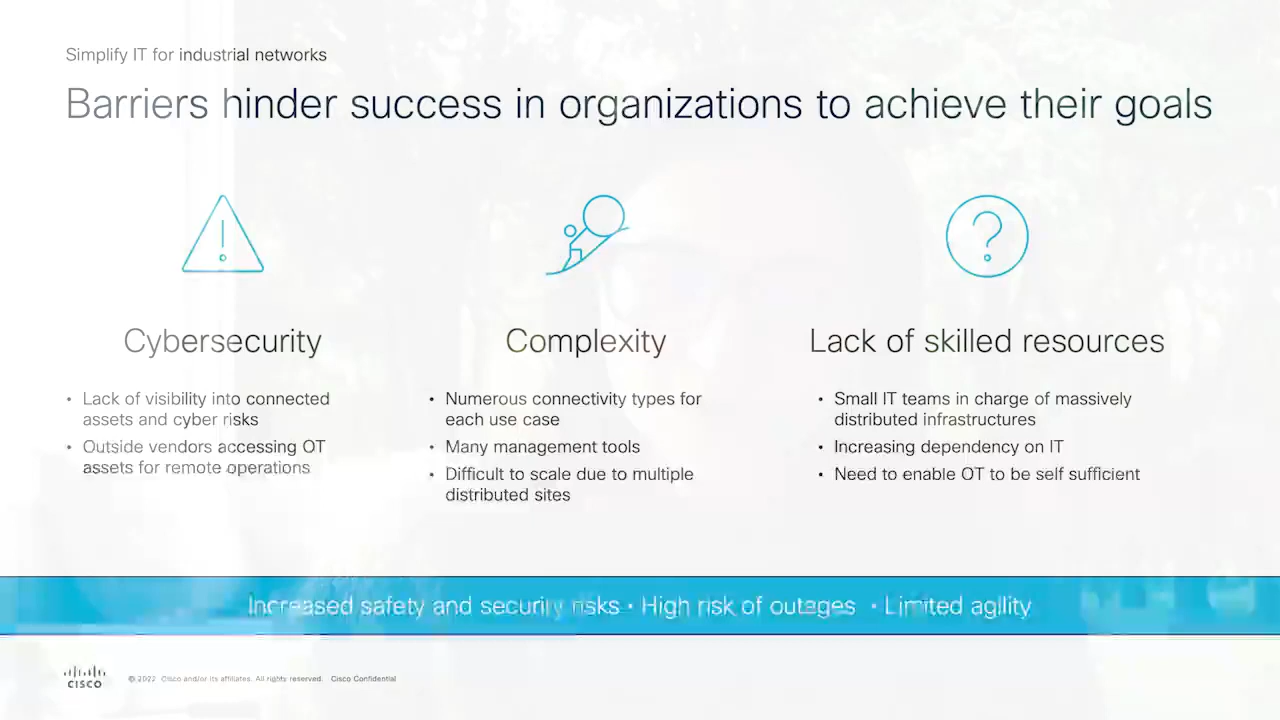 Simplify IT for industrial networks
Barriers hinder success in organizations to achieve their goals
Cybersecurity
• Lack of visibility into connected
assets and cyber risks
• Outside vendors accessing OT
assets for remote operations
Complexity
• Numerous connectivity types for
each use case
• Many management tools
• Difficult to scale due to multiple
distributed sites
Lack of skilled resources
• Small IT teams in charge of massively
distributed infrastructures
• Increasing dependency on IT
• Need to enable OT to be self sufficient
Increased safety and security risks · High risk of outages · Limited agility
CISCO
© 2022 Cisco and/or its affiliates. All rights reserved. Cisco Confidential